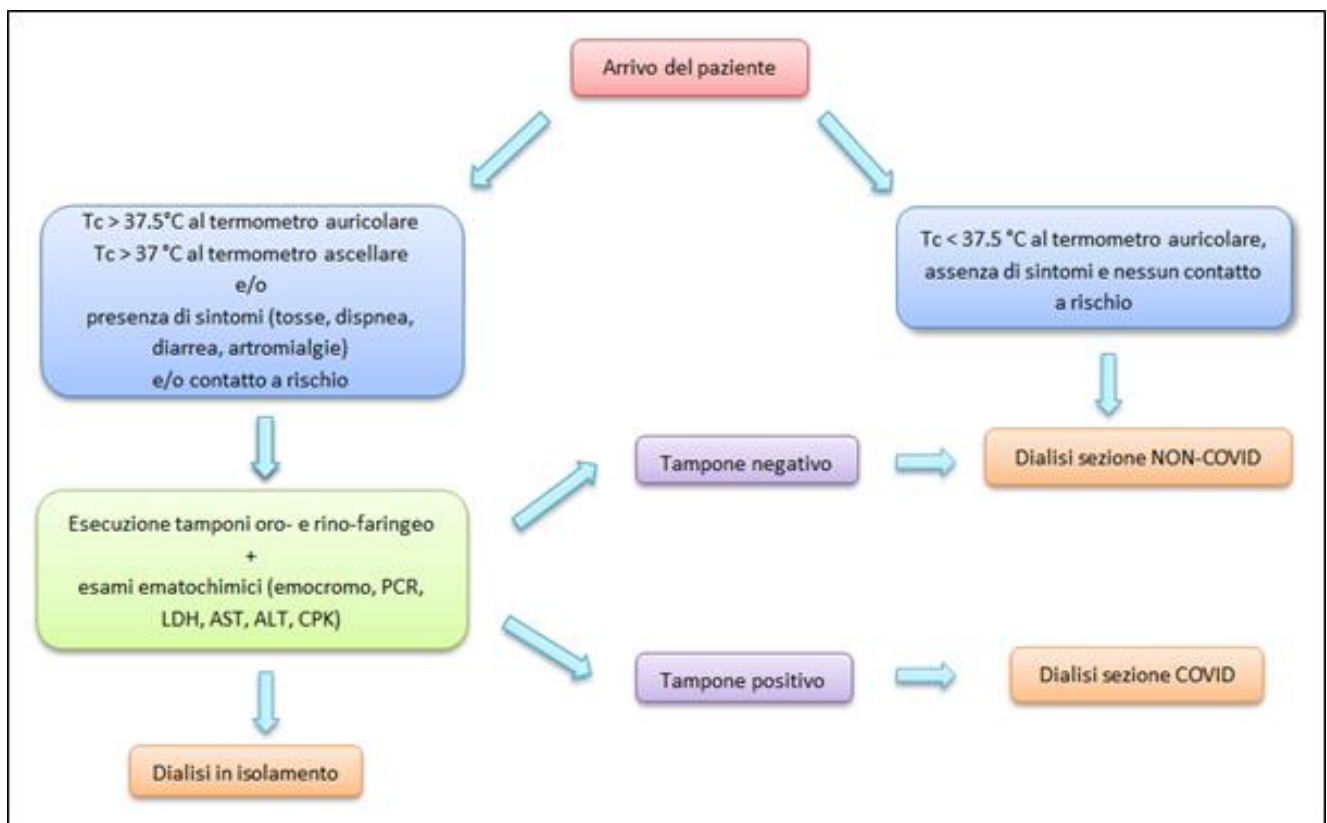 Arrivo del paziente
Tc > 37.5°C al termometro auricolare
Tc > 37 °C al termometro ascellare
e/o
presenza di sintomi (tosse, dispnea,
diarrea, artromialgie)
e/o contatto a rischio
Tc < 37.5 °C al termometro auricolare,
assenza di sintomi e nessun contatto
a rischio
Tampone negativo
Dialisi sezione NON-COVID
Esecuzione tamponi oro- e rino-faringeo
+
esami ematochimici (emocromo, PCR,
LDH, AST, ALT, CPK)
Tampone positivo
Dialisi sezione COVID
Dialisi in isolamento